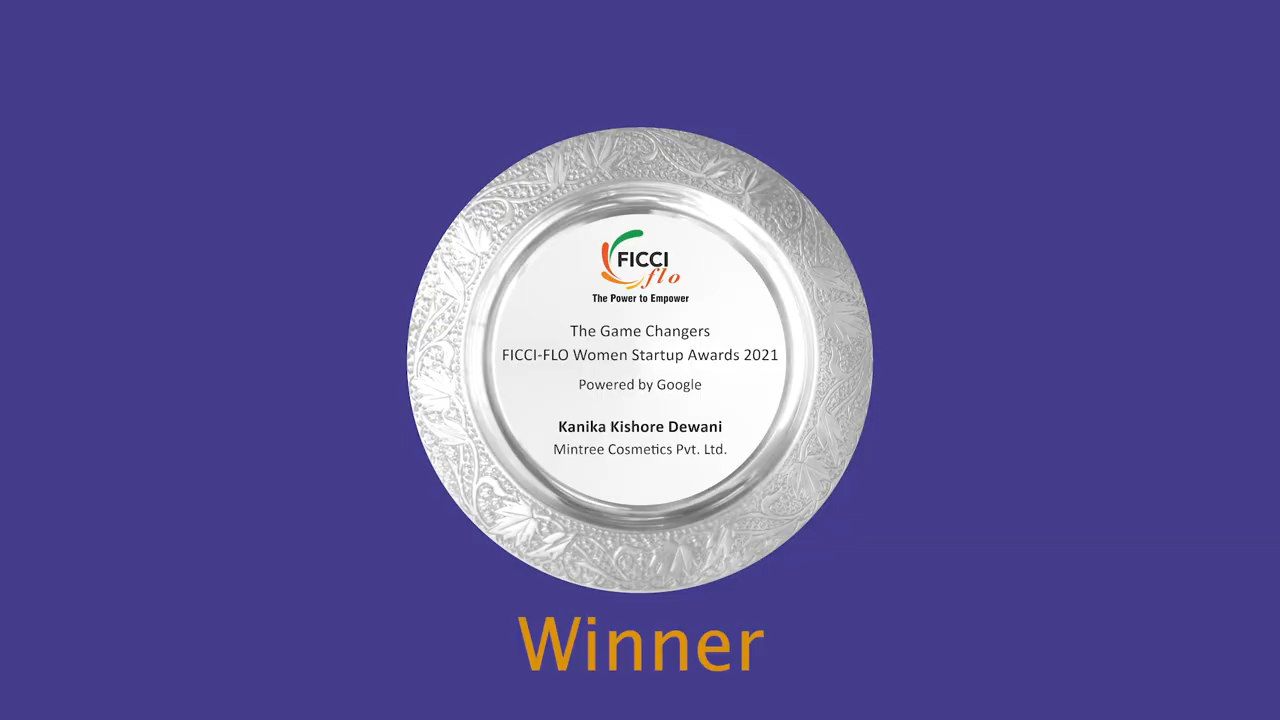 FICCI
flo
The Power to Empower
The Game Changers
FICCI-FLO Women Startup Awards 2021
Powered by Google
Kanika Kishore Dewani
Mintree Cosmetics Pvt. Ltd.
Winner